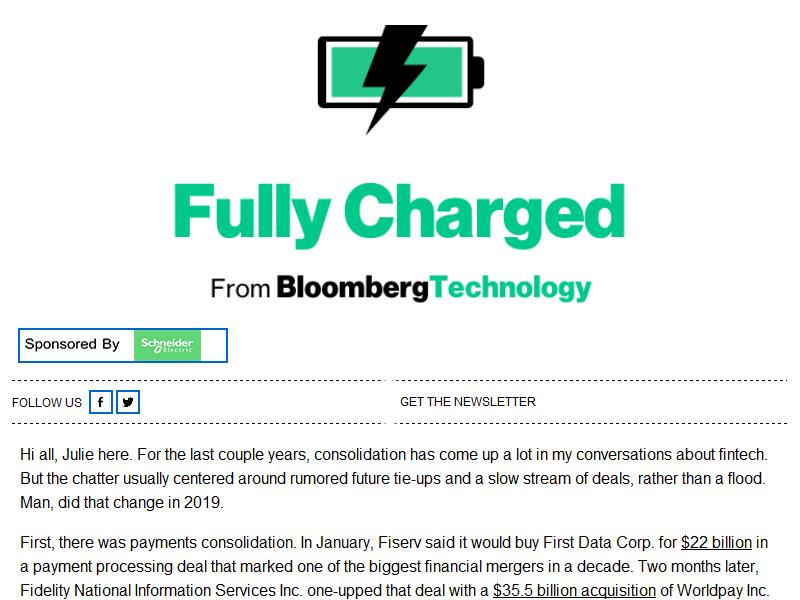 Fully Charged
From BloombergTechnology
Sponsored By Schneider Electric
FOLLOW US GET THE NEWSLETTER
Hi all, Julie here. For the last couple years, consolidation has come up a lot in my conversations about fintech.
But the chatter usually centered around rumored future tie-ups and a slow stream of deals, rather than a flood.
Man, did that change in 2019.
First, there was payments consolidation. In January, Fiserv said it would buy First Data Corp. for $22 billion in
a payment processing deal that marked one of the biggest financial mergers in a decade. Two months later,
Fidelity National Information Services Inc. one-upped that deal with a $35.5 billion acquisition of Worldpay Inc.